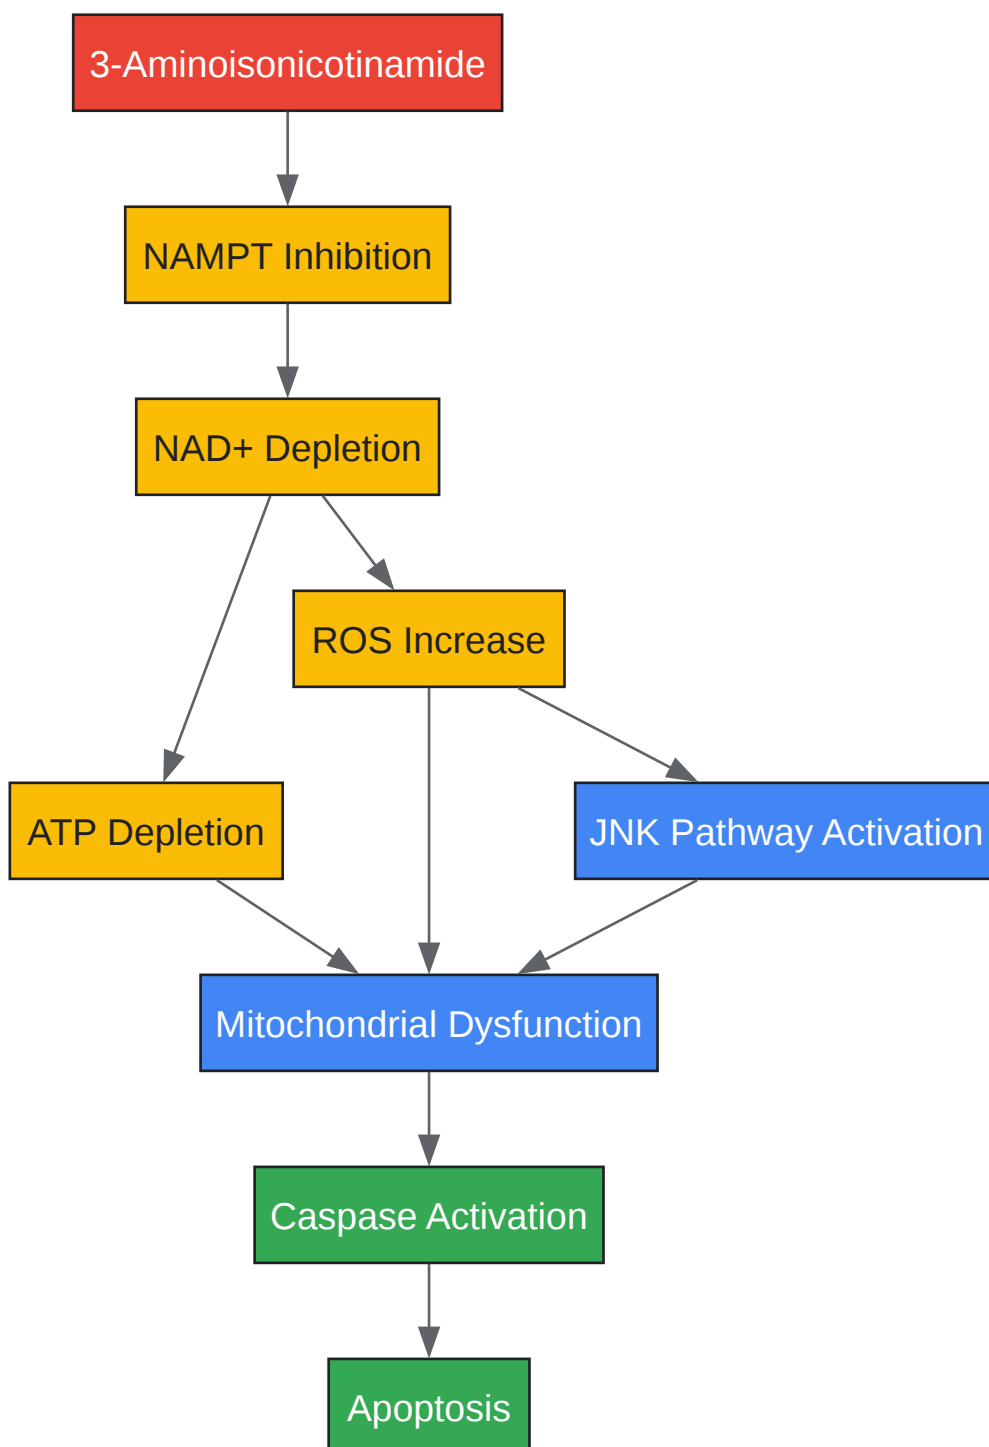 3-Aminoisonicotinamide
NAMPT Inhibition
NAD+ Depletion
ROS Increase
ATP Depletion
JNK Pathway Activation
Mitochondrial Dysfunction
Caspase Activation
Apoptosis